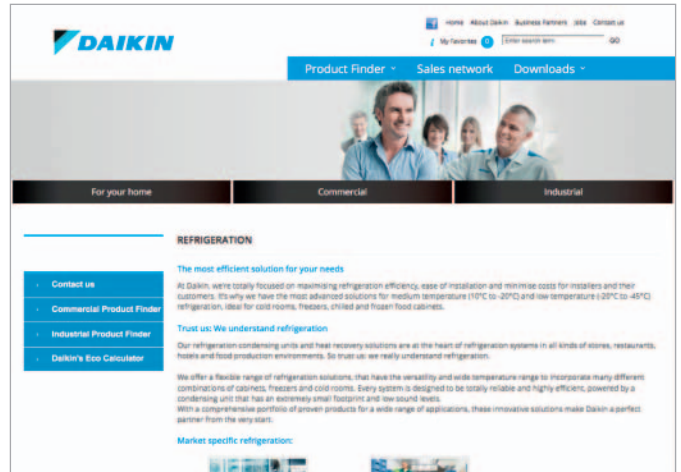 Home About Daikin Business Partners Jobs Contact us
DAIKIN
My Favorites 0 Enter search term GO
Product Finder Sales network Downloads
For your home Commercial Industrial
REFRIGERATION
The most efficient solution for your needs
Contact us
Commercial Product Finder
Industrial Product Finder
Daikin's Eco Calculator
At Daikin, we're totally focused on maximising refrigeration efficiency, ease of installation and minimise costs for installers and their
customers. It's why we have the most advanced solutions for medium temperature (10°C to -20°C) and low temperature (-20°C to -45°C)
refrigeration, ideal for cold rooms, freezers, chilled and frozen food cabinets.
Trust us: We understand refrigeration
Our refrigeration condensing units and heat recovery solutions are at the heart of refrigeration systems in all kinds of stores, restaurants,
hotels and food production environments. So trust us: we really understand refrigeration.
We offer a flexible range of refrigeration solutions, that have the versatility and wide temperature range to incorporate many different
combinations of cabinets, freezers and cold rooms. Every system is designed to be totally reliable and highly efficient, powered by a
condensing unit that has an extremely small footprint and low sound levels.
With a comprehensive portfolio of proven products for a wide range of applications, these innovative solutions make Daikin a perfect
partner from the very start.
Market specific refrigeration: